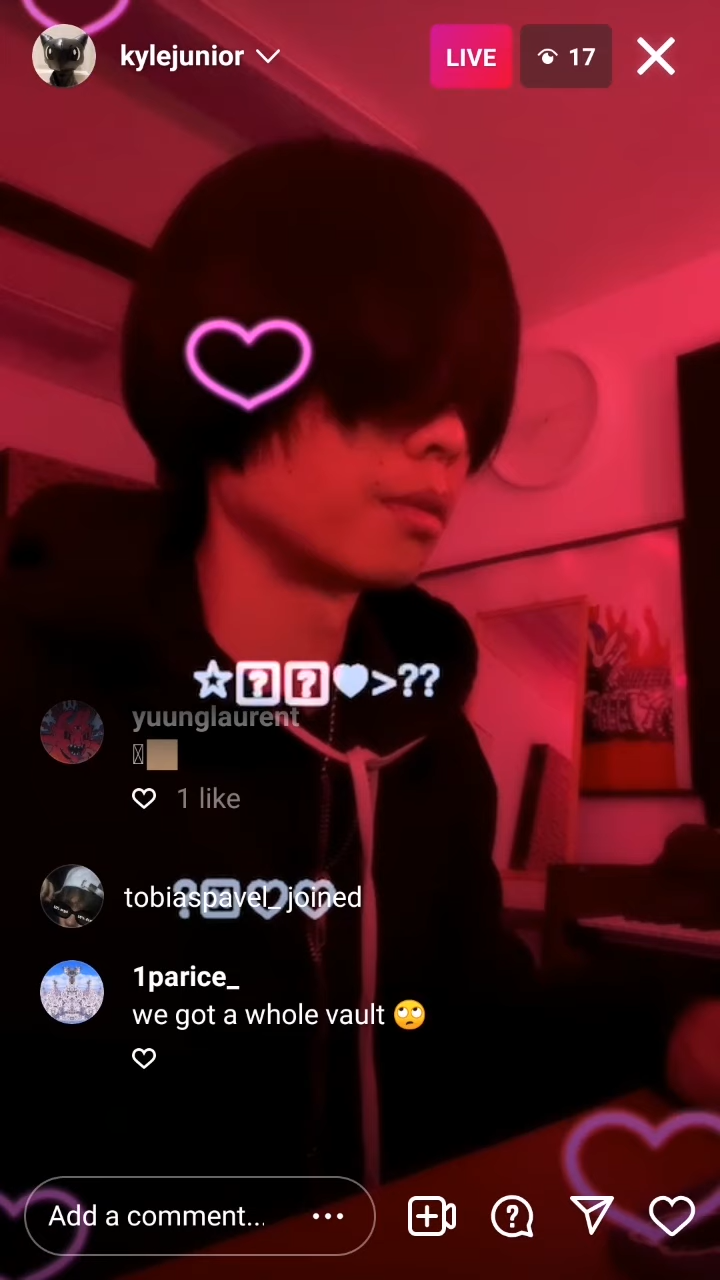 kylejunior
LIVE
17
☆??♥>??
yuunglaurent
1 like
tobiaspavel_ joined
1parice_
we got a whole vault 🙄
Add a comment...